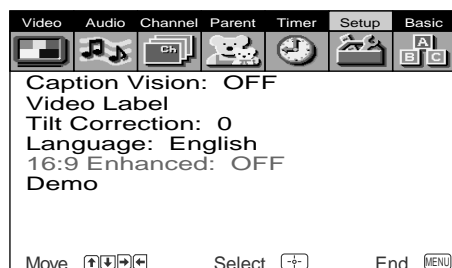 Video Audio Channel Parent Timer Setup Basic
Ch A B C
Caption Vision: OFF
Video Label
Tilt Correction: 0
Language: English
16:9 Enhanced: OFF
Demo
Move Select End MENU